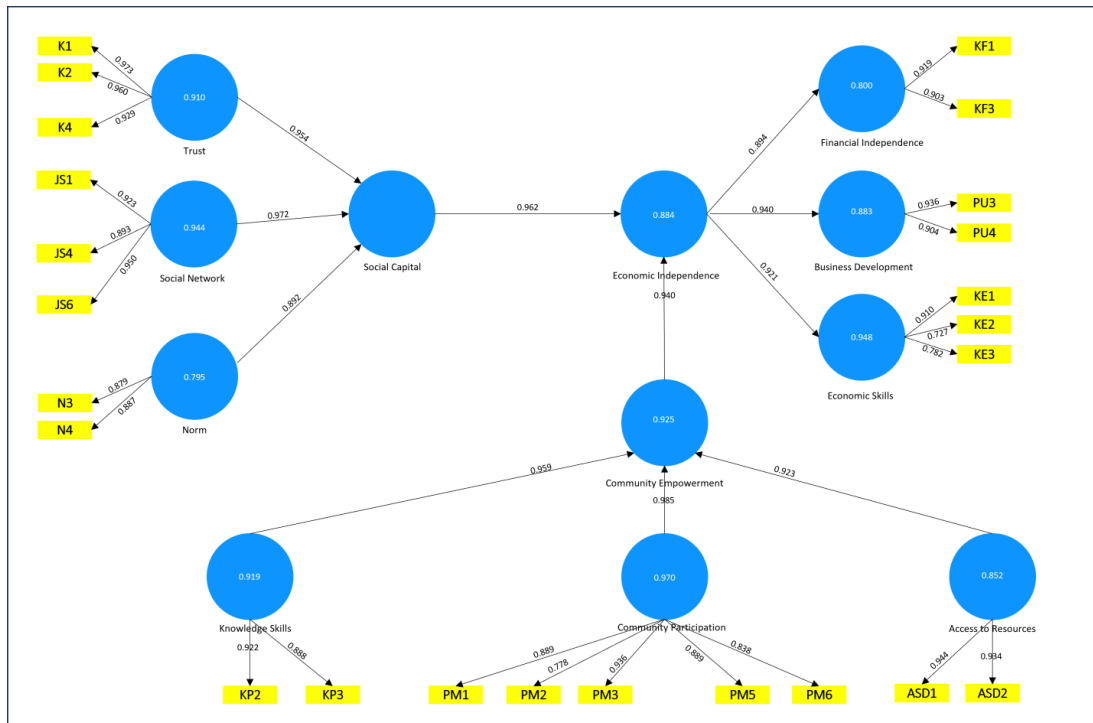 K1
K2
K4
0.973
0.960
0.929
0.910
Trust
0.954
JS1
JS4
JS6
0.923
0.893
0.950
0.944
Social Network
0.972
N3
N4
0.879
0.887
0.795
Norm
0.892
Social Capital
0.962
0.884
Economic Independence
0.894
0.940
0.921
0.800
Financial Independence
0.919
0.903
KF1
KF3
0.883
Business Development
0.936
0.904
PU3
PU4
0.948
Economic Skills
0.910
0.727
0.782
KE1
KE2
KE3
0.940
0.925
Community Empowerment
0.959
0.985
0.923
0.919
Knowledge Skills
0.922
0.888
KP2
KP3
0.970
Community Participation
0.889
0.778
0.936
0.889
0.838
PM1
PM2
PM3
PM5
PM6
0.852
Access to Resources
0.944
0.934
ASD1
ASD2